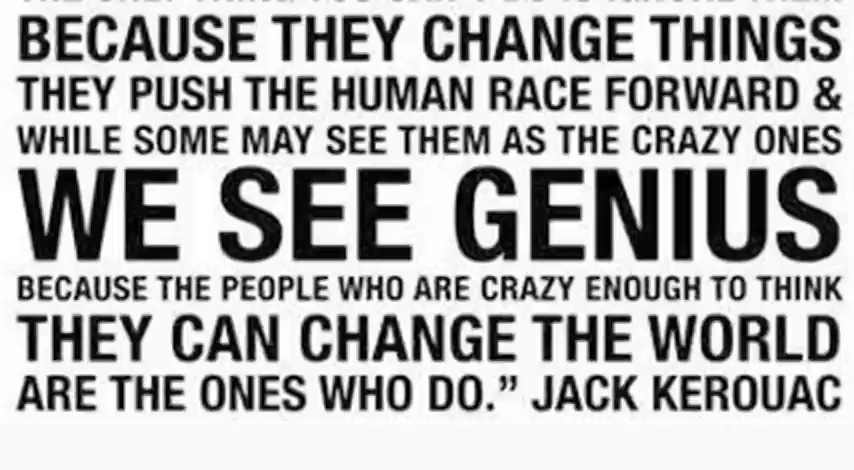 BECAUSE THEY CHANGE THINGS
THEY PUSH THE HUMAN RACE FORWARD &
WHILE SOME MAY SEE THEM AS THE CRAZY ONES
WE SEE GENIUS
BECAUSE THE PEOPLE WHO ARE CRAZY ENOUGH TO THINK
THEY CAN CHANGE THE WORLD
ARE THE ONES WHO DO.” JACK KEROUAC